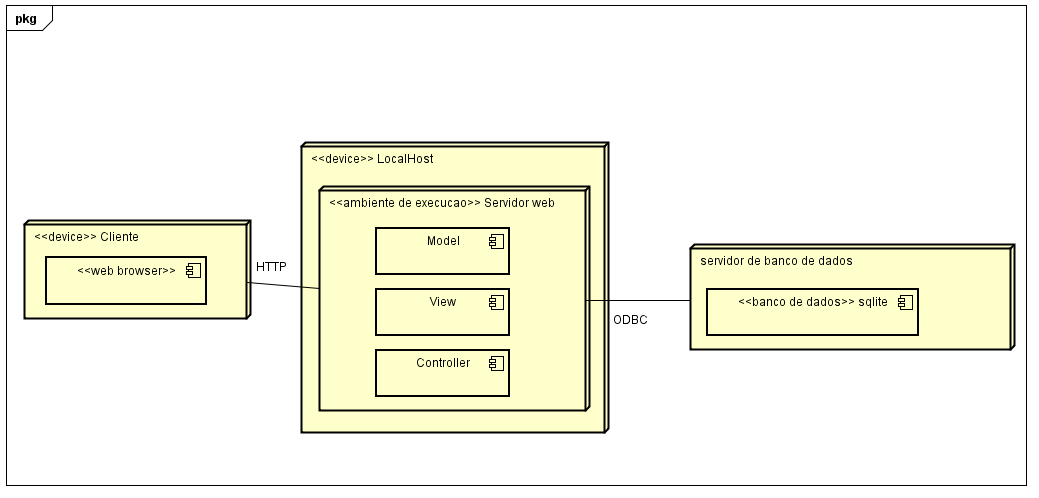 pkg
<<device>> LocalHost
<<ambiente de execucao>> Servidor web
Model
View
Controller
<<device>> Cliente
<<web browser>>
HTTP
ODBC
servidor de banco de dados
<<banco de dados>> sqlite